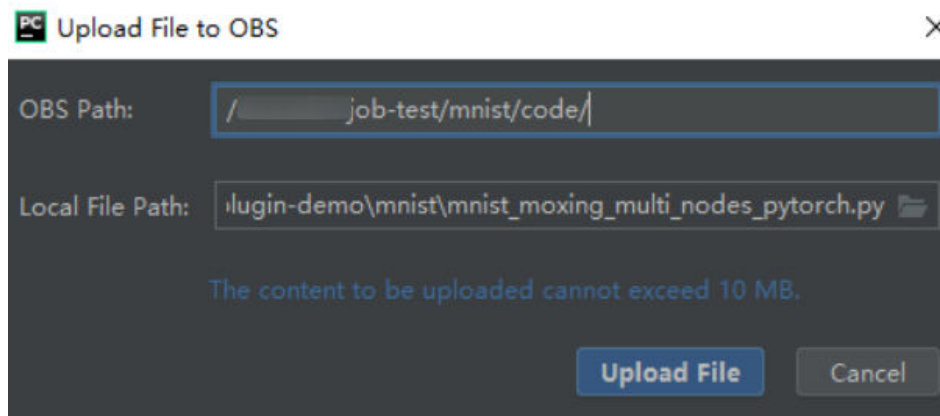 PC Upload File to OBS
OBS Path: / job-test/mnist/code/
Local File Path: lugin-demo\mnist\mnist_moxing_multi_nodes_pytorch.py
The content to be uploaded cannot exceed 10 MB.
Upload File Cancel